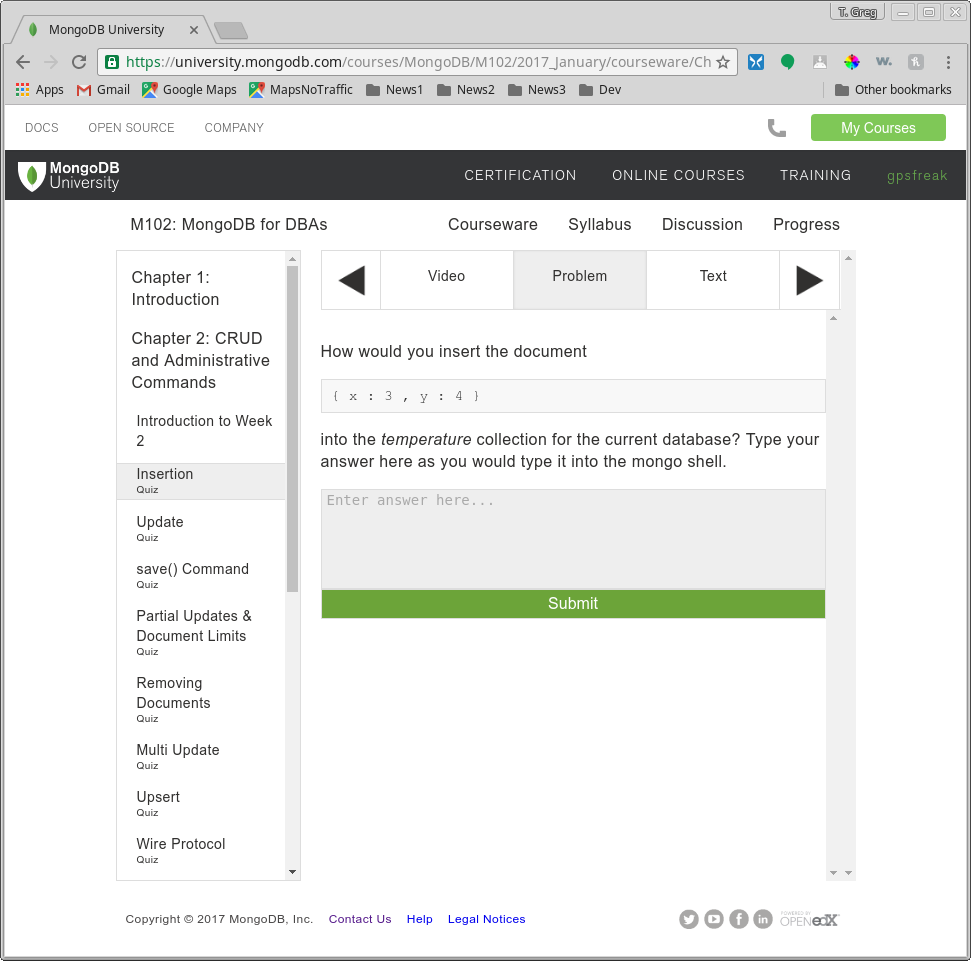 T. Greg
MongoDB University
https://university.mongodb.com/courses/MongoDB/M102/2017_January/courseware/Ch
w.
Apps Gmail Google Maps MapsNoTraffic News1 News2 News3 Dev Other bookmarks
DOCS OPEN SOURCE COMPANY My Courses
MongoDB
University
CERTIFICATION ONLINE COURSES TRAINING gpsfreak
M102: MongoDB for DBAs Courseware Syllabus Discussion Progress
Chapter 1:
Introduction
Chapter 2: CRUD
and Administrative
Commands
Introduction to Week
2
Insertion
Quiz
Update
Quiz
save() Command
Quiz
Partial Updates &
Document Limits
Quiz
Removing
Documents
Quiz
Multi Update
Quiz
Upsert
Quiz
Wire Protocol
Quiz
Video Problem Text
How would you insert the document
{ x : 3 , y : 4 }
into the temperature collection for the current database? Type your
answer here as you would type it into the mongo shell.
Enter answer here...
Submit
Copyright © 2017 MongoDB, Inc. Contact Us Help Legal Notices
POWERED BY
OPEN edX